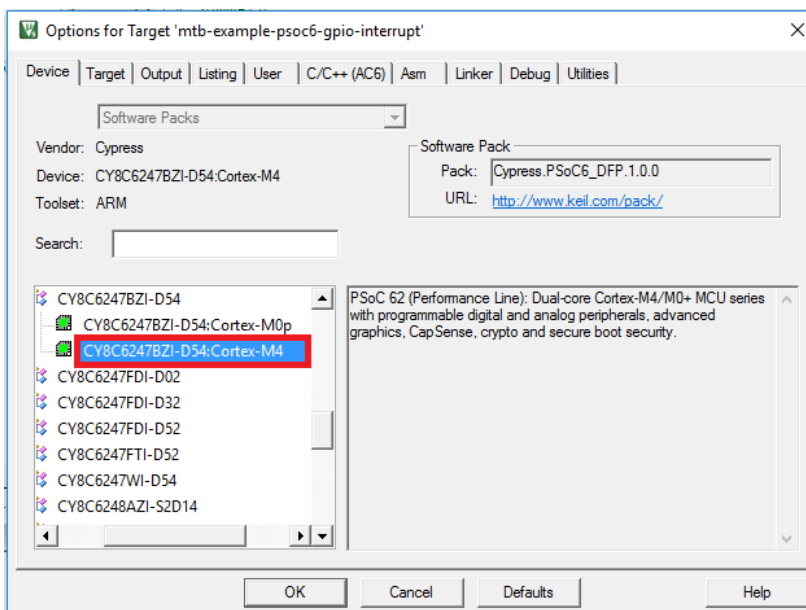 Options for Target 'mtb-example-psoc6-gpio-interrupt'
Device Target Output Listing User C/C++ (AC6) Asm Linker Debug Utilities
Software Packs
Vendor: Cypress
Device: CY8C6247BZI-D54:Cortex-M4
Toolset: ARM
Search:
Software Pack
Pack: Cypress.PSoC6_DFP.1.0.0
URL: http://www.keil.com/pack/
CY8C6247BZI-D54
CY8C6247BZI-D54:Cortex-M0p
CY8C6247BZI-D54:Cortex-M4
CY8C6247FDI-D02
CY8C6247FDI-D32
CY8C6247FDI-D52
CY8C6247FTI-D52
CY8C6247WI-D54
CY8C6248AZI-S2D14
PSoC 62 (Performance Line): Dual-core Cortex-M4/M0+ MCU series
with programmable digital and analog peripherals, advanced
graphics, CapSense, crypto and secure boot security.
OK Cancel Defaults Help